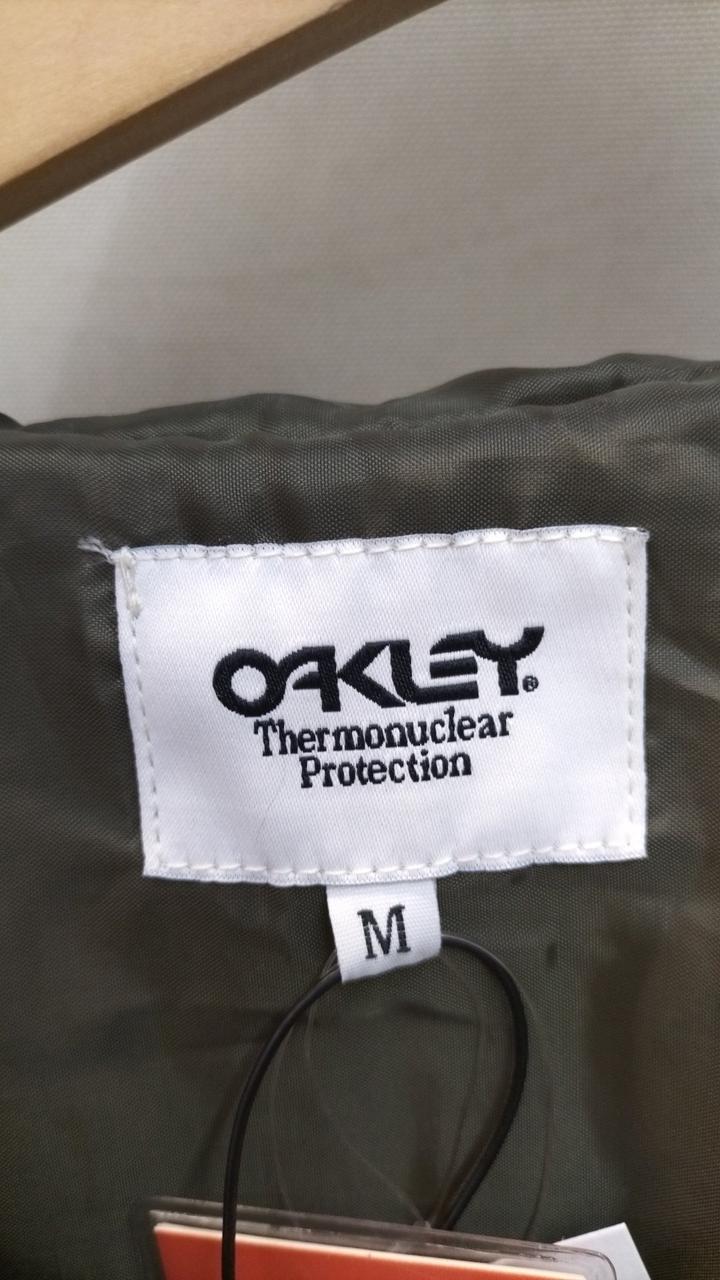 OAKLEY®
Thermonuclear
Protection
M